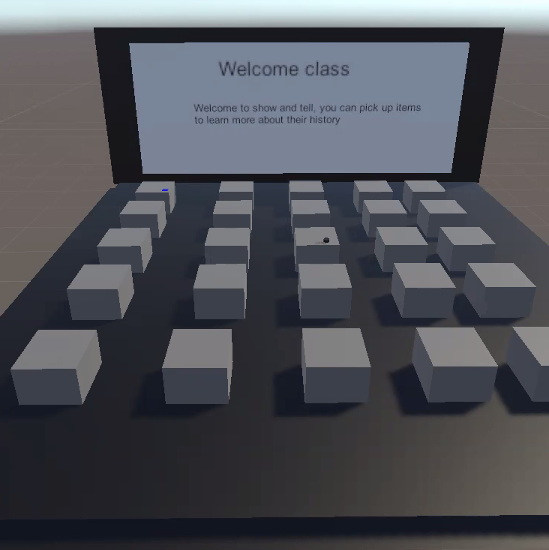 Welcome class
Welcome to show and tell, you can pick up items
to learn more about their history